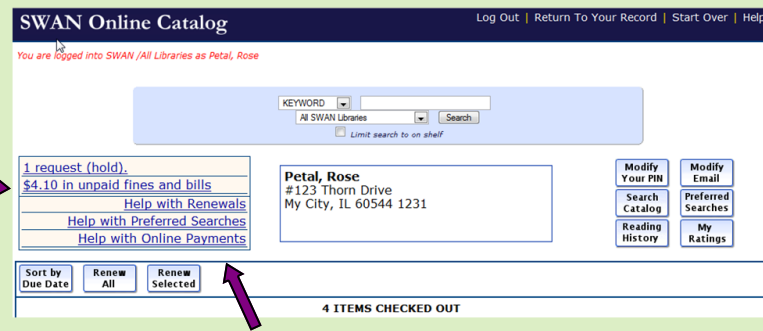 SWAN Online Catalog
Log Out | Return To Your Record | Start Over | Help
You are logged into SWAN /All Libraries as Petal, Rose
KEYWORD
All SWAN Libraries Search
Limit search to on shelf
1 request (hold).
$4.10 in unpaid fines and bills
Help with Renewals
Help with Preferred Searches
Help with Online Payments
Petal, Rose
#123 Thorn Drive
My City, IL 60544 1231
Modify Your PIN
Modify Email
Search Catalog
Preferred Searches
Reading History
My Ratings
Sort by Due Date
Renew All
Renew Selected
4 ITEMS CHECKED OUT